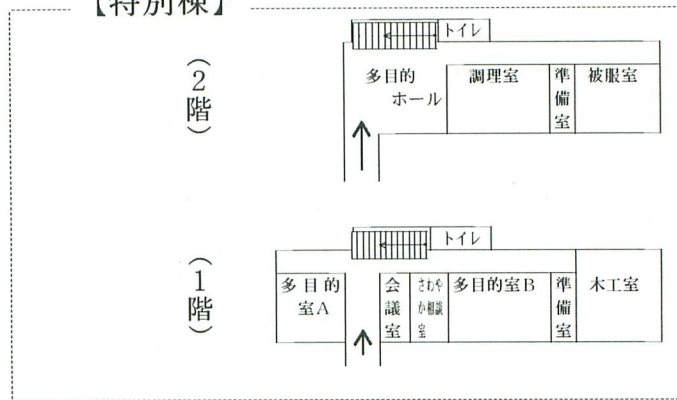 【特別棟】
（２階）
トイレ
多目的
ホール
調理室
準備室
被服室
（１階）
トイレ
多目的
室A
会議室
さわやか相談室
多目的室B
準備室
木工室